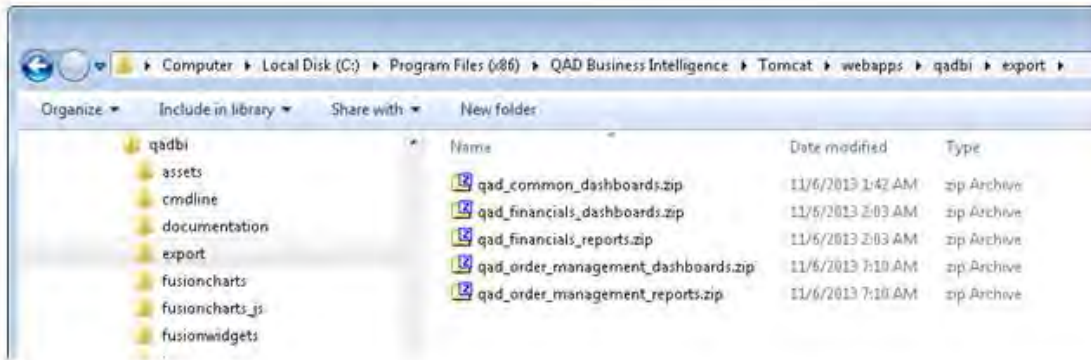 Computer Local Disk (C:) Program Files (x86) QAD Business Intelligence Tomcat webapps qadbi export
Organize Include in library Share with New folder
qadbi
assets
cmdline
documentation
export
fusioncharts
fusioncharts_js
fusionwidgets
Name Date modified Type
qad_common_dashboards.zip 11/6/2013 1:42 AM zip Archive
qad_financials_dashboards.zip 11/6/2013 2:03 AM zip Archive
qad_financials_reports.zip 11/6/2013 2:03 AM zip Archive
qad_order_management_dashboards.zip 11/6/2013 7:10 AM zip Archive
qad_order_management_reports.zip 11/6/2013 7:10 AM zip Archive